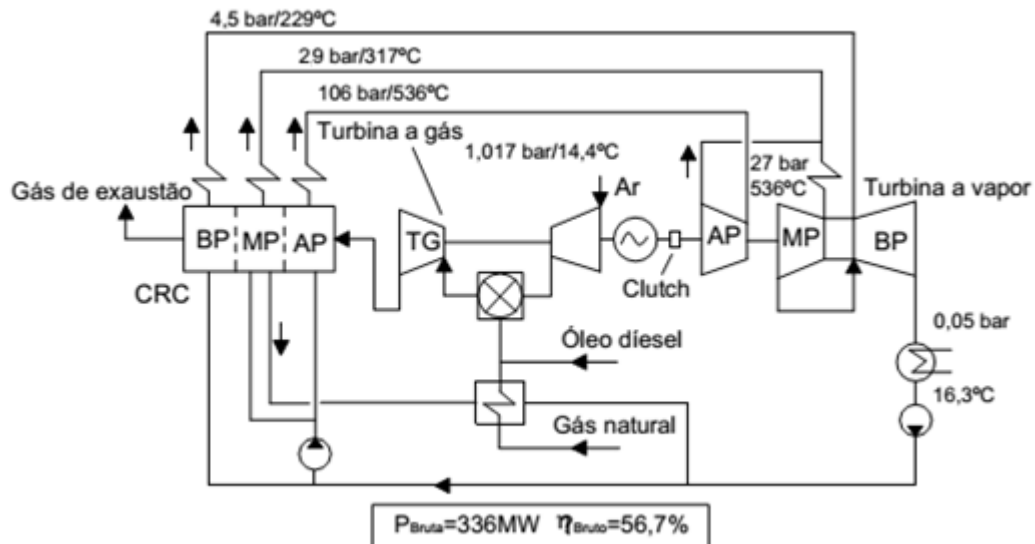 4,5 bar/229ºC
29 bar/317ºC
106 bar/536ºC
Turbina a gás
1,017 bar/14,4ºC
Gás de exaustão
Ar
27 bar
536ºC
Turbina a vapor
BP
MP
AP
TG
AP
MP
BP
CRC
Clutch
Óleo díesel
0,05 bar
16,3ºC
Gás natural
PBruta=336MW ηBruto=56,7%